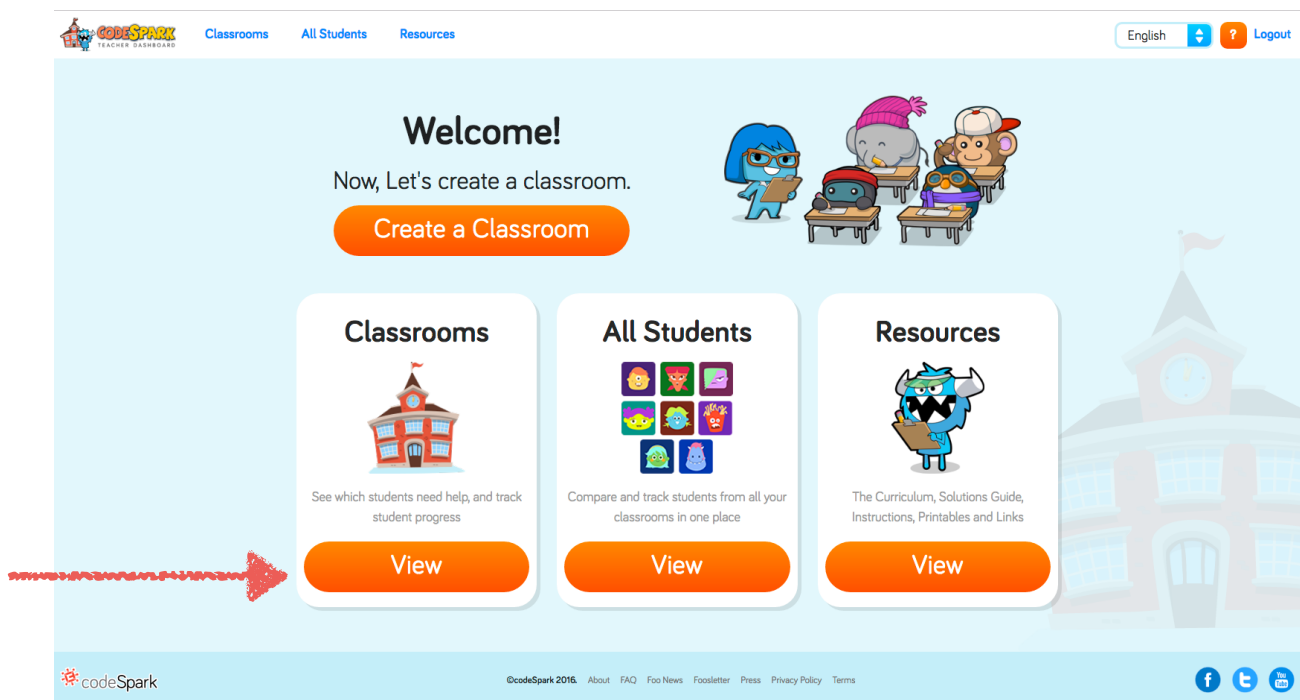 CODESPARK
TEACHER DASHBOARD
Classrooms
All Students
Resources
English
?
Logout
Welcome!
Now, Let's create a classroom.
Create a Classroom
Classrooms
See which students need help, and track
student progress
View
All Students
Compare and track students from all your
classrooms in one place
View
Resources
The Curriculum, Solutions Guide,
Instructions, Printables and Links
View
codeSpark
©codeSpark 2016. About FAQ Foo News Foosletter Press Privacy Policy Terms
f
t
You
Tube